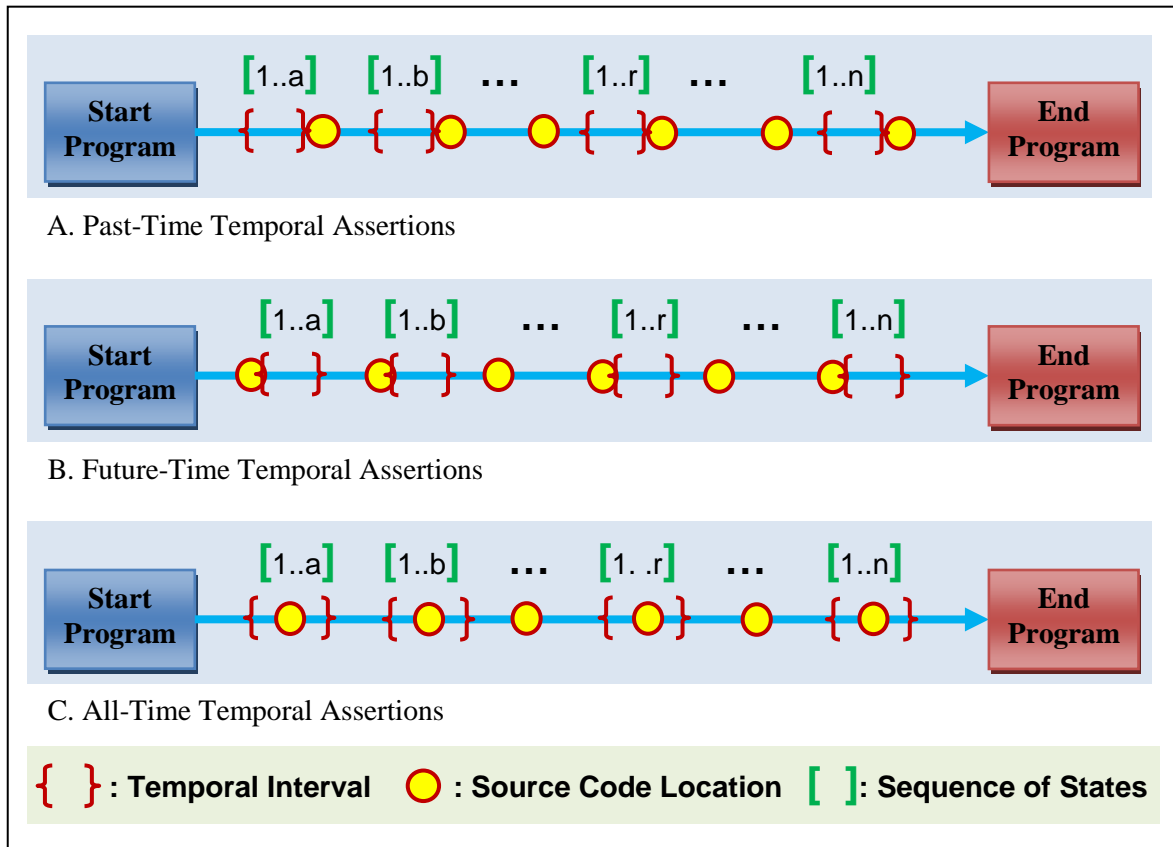 [1..a] [1..b] ... [1..r] ... [1..n]
Start Program
{ } { } { } { }
End Program
A. Past-Time Temporal Assertions
[1..a] [1..b] ... [1..r] ... [1..n]
Start Program
{ } { } { } { }
End Program
B. Future-Time Temporal Assertions
[1..a] [1..b] ... [1. .r] ... [1..n]
Start Program
{ } { } { } { }
End Program
C. All-Time Temporal Assertions
{ } : Temporal Interval : Source Code Location [ ]: Sequence of States